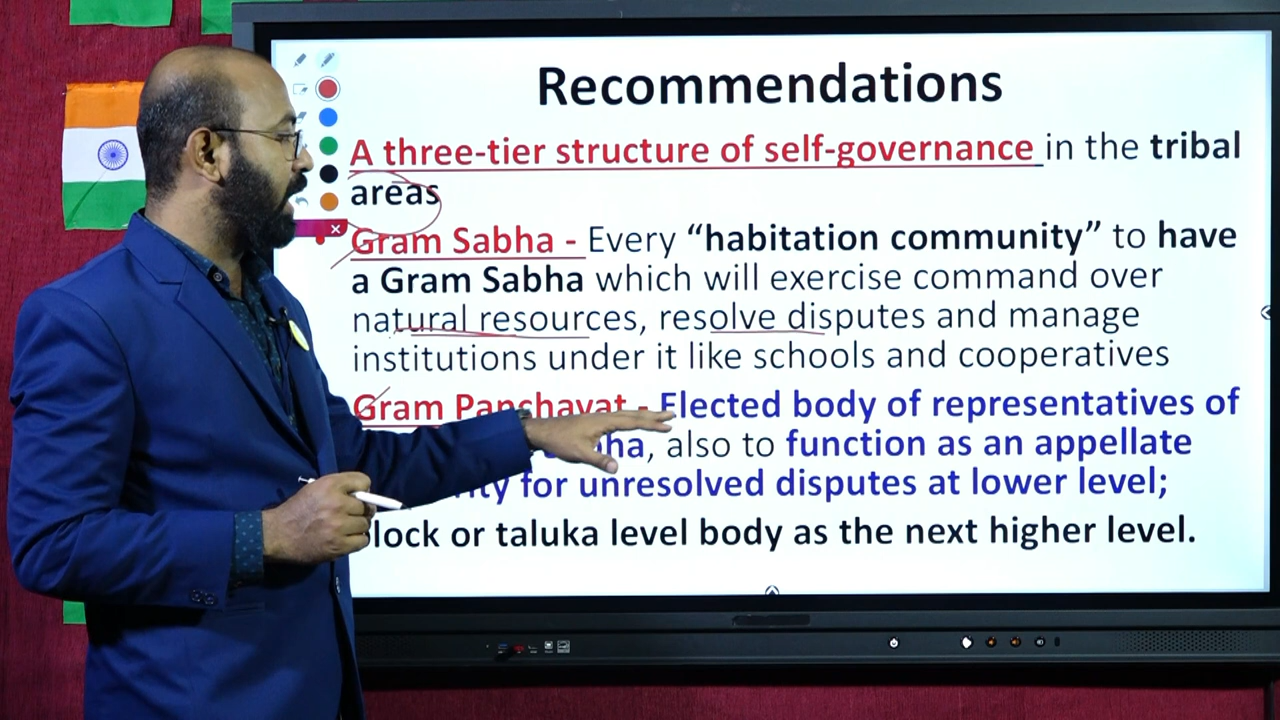 Recommendations
A three-tier structure of self-governance in the tribal
areas
Gram Sabha - Every “habitation community” to have
a Gram Sabha which will exercise command over
natural resources, resolve disputes and manage
institutions under it like schools and cooperatives
Gram Panchayat - Elected body of representatives of
also to function as an appellate
for unresolved disputes at lower level;
Block or taluka level body as the next higher level.